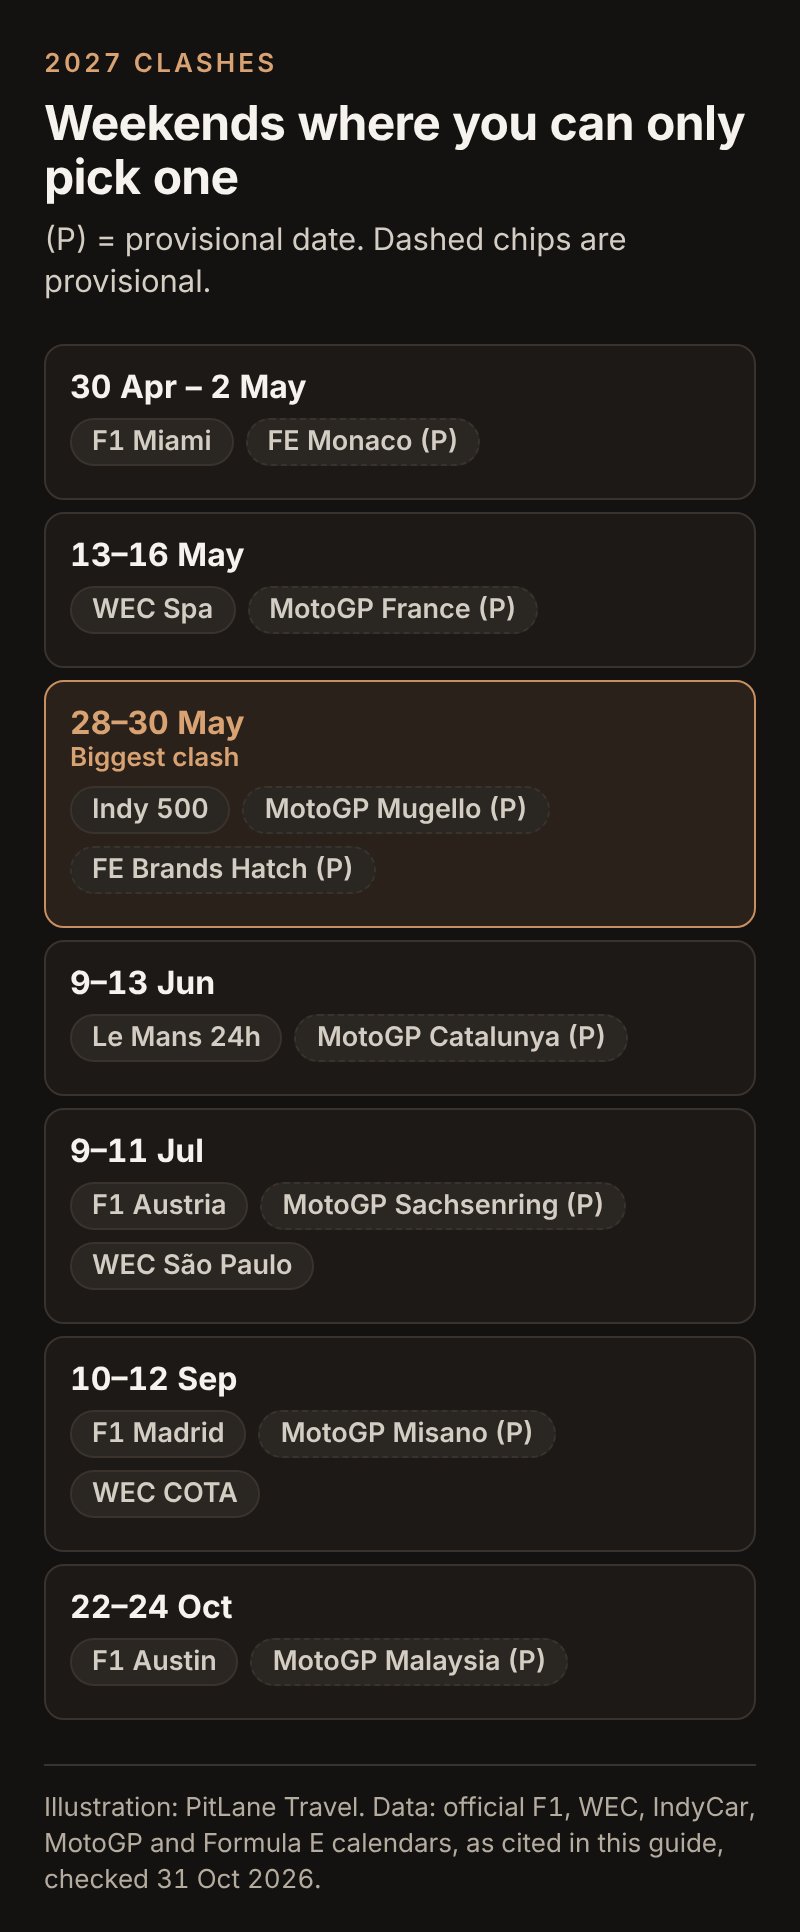 2027 CLASHES
Weekends where you can only
pick one
(P) = provisional date. Dashed chips are
provisional.
30 Apr – 2 May
F1 Miami FE Monaco (P)
13–16 May
WEC Spa MotoGP France (P)
28–30 May
Biggest clash
Indy 500 MotoGP Mugello (P)
FE Brands Hatch (P)
9–13 Jun
Le Mans 24h MotoGP Catalunya (P)
9–11 Jul
F1 Austria MotoGP Sachsenring (P)
WEC São Paulo
10–12 Sep
F1 Madrid MotoGP Misano (P)
WEC COTA
22–24 Oct
F1 Austin MotoGP Malaysia (P)
Illustration: PitLane Travel. Data: official F1, WEC, IndyCar,
MotoGP and Formula E calendars, as cited in this guide,
checked 31 Oct 2026.